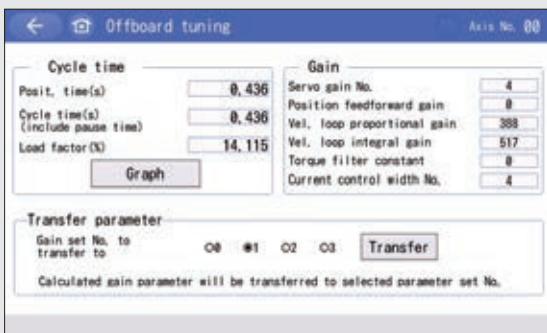 Offboard tuning
Axis No. 00
Cycle time
Posit. time(s) 0.436
Cycle time(s) 0.436
(include pause time)
Load factor(%) 14.115
Graph
Gain
Servo gain No. 4
Position feedforward gain 0
Vel. loop proportional gain 388
Vel. loop integral gain 517
Torque filter constant 0
Current control width No. 4
Transfer parameter
Gain set No. to
transfer to
0 1 2 3 Transfer
Calculated gain parameter will be transferred to selected parameter set No.